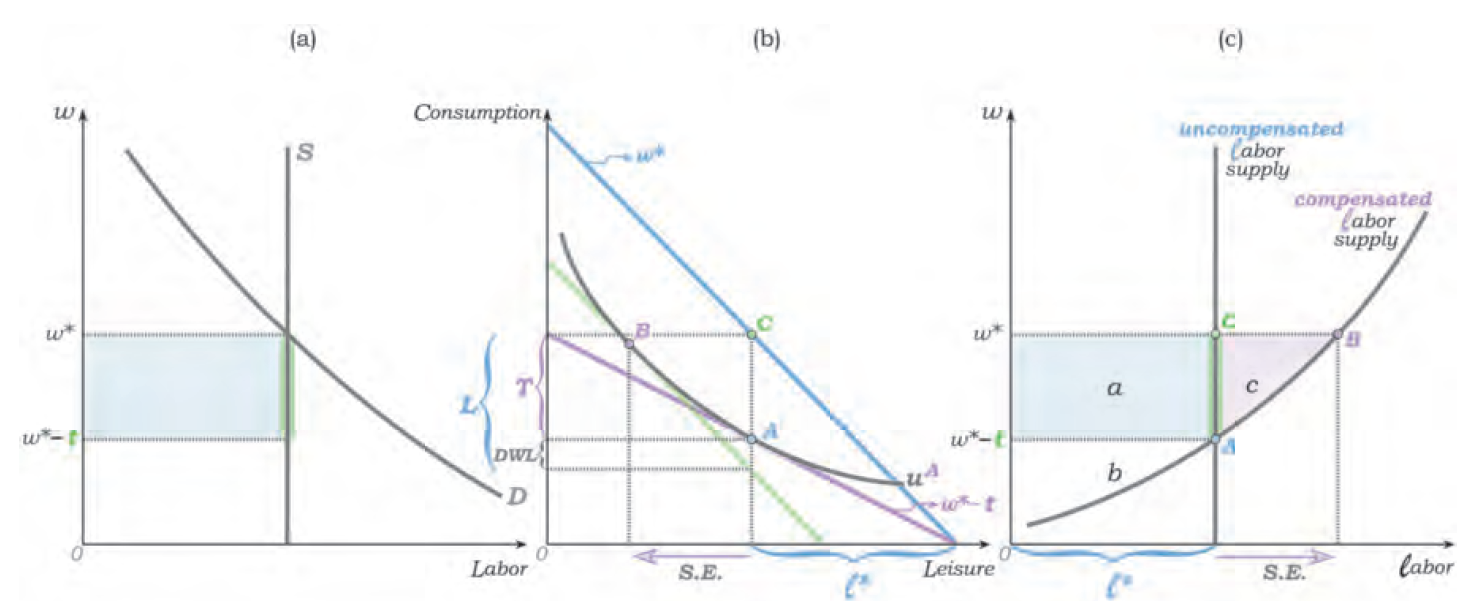 (a)
(b)
(c)
w
S
w*
w*-t
D
0
Labor
Consumption
w*
B
C
L
T
A
DWL
u^A
w*-t
0
S.E.
ℓ*
Leisure
w
uncompensated
labor
supply
compensated
labor
supply
w*
C
B
a
c
w*-t
A
b
0
ℓ*
S.E.
labor